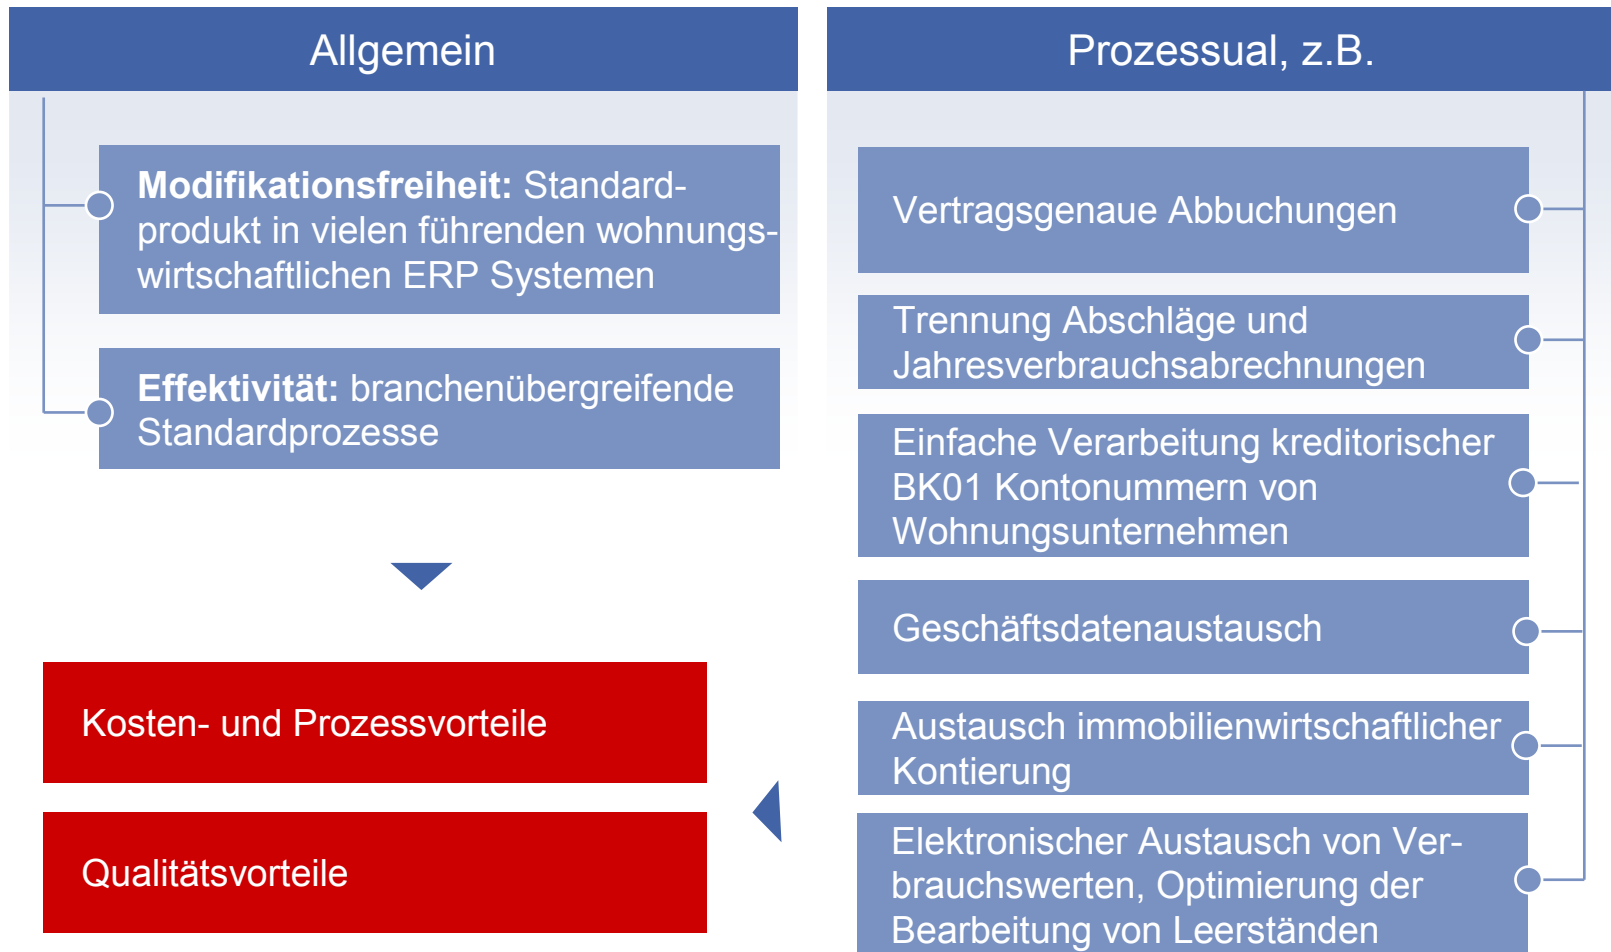 Allgemein
Modifikationsfreiheit: Standard-
produkt in vielen führenden wohnungs-
wirtschaftlichen ERP Systemen
Effektivität: branchenübergreifende
Standardprozesse
Kosten- und Prozessvorteile
Qualitätsvorteile
Prozessual, z.B.
Vertragsgenaue Abbuchungen
Trennung Abschläge und
Jahresverbrauchsabrechnungen
Einfache Verarbeitung kreditorischer
BK01 Kontonummern von
Wohnungsunternehmen
Geschäftsdatenaustausch
Austausch immobilienwirtschaftlicher
Kontierung
Elektronischer Austausch von Ver-
brauchswerten, Optimierung der
Bearbeitung von Leerständen